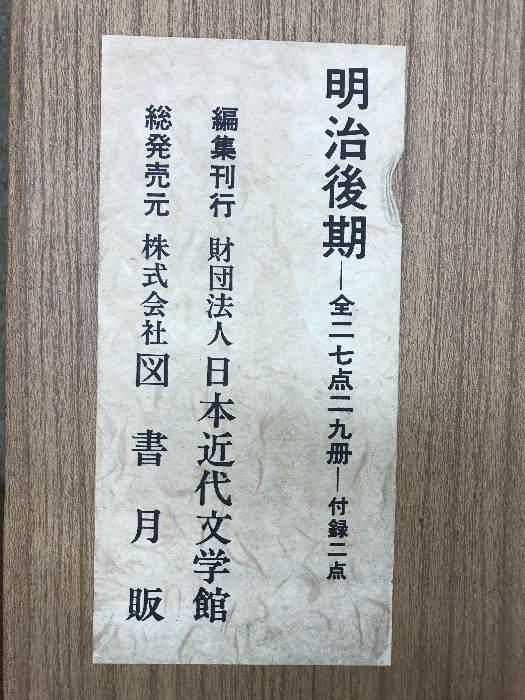 明治後期―全二七点二九冊―付録二点
編集刊行 財団法人日本近代文学館
総発売元 株式会社図書月販